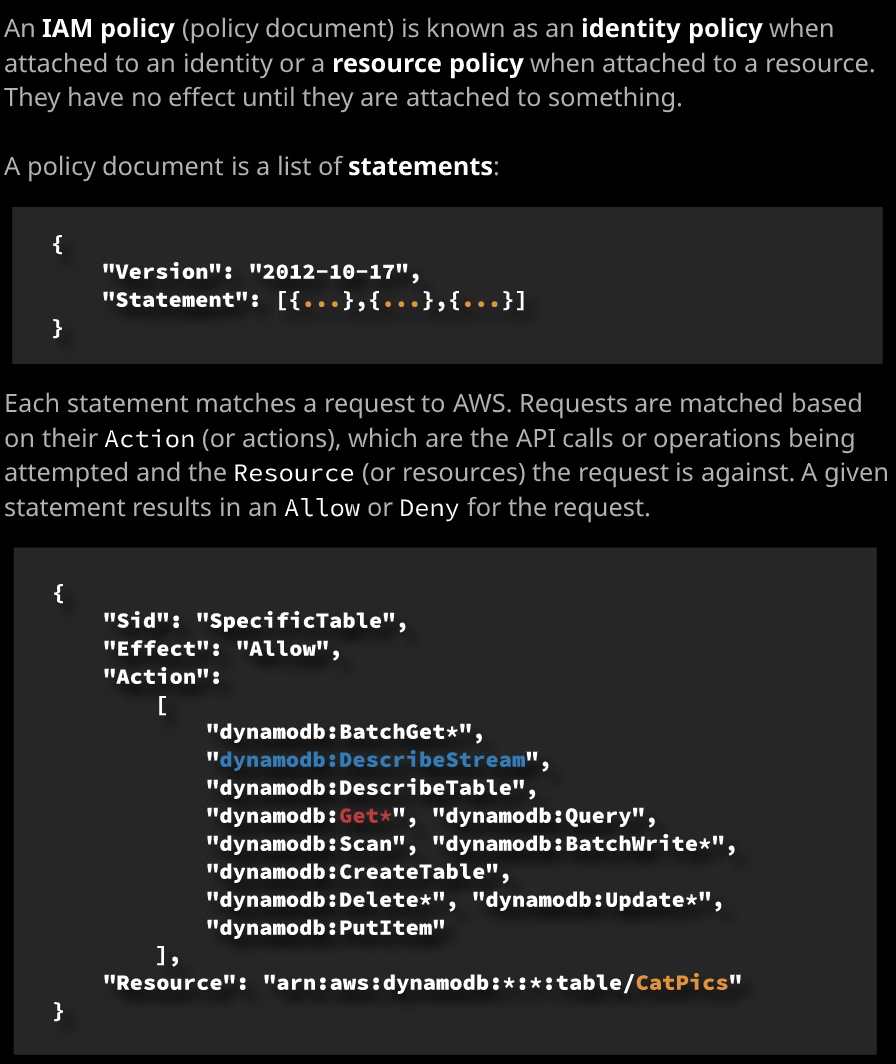 An IAM policy (policy document) is known as an identity policy when
attached to an identity or a resource policy when attached to a resource.
They have no effect until they are attached to something.
A policy document is a list of statements:
{
"Version": "2012-10-17",
"Statement": [{...},{...},{...}]
}
Each statement matches a request to AWS. Requests are matched based
on their Action (or actions), which are the API calls or operations being
attempted and the Resource (or resources) the request is against. A given
statement results in an Allow or Deny for the request.
{
"Sid": "SpecificTable",
"Effect": "Allow",
"Action":
[
"dynamodb:BatchGet*",
"dynamodb:DescribeStream",
"dynamodb:DescribeTable",
"dynamodb:Get*", "dynamodb:Query",
"dynamodb:Scan", "dynamodb:BatchWrite*",
"dynamodb:CreateTable",
"dynamodb:Delete*", "dynamodb:Update*",
"dynamodb:PutItem"
],
"Resource": "arn:aws:dynamodb:*:*:table/CatPics"
}